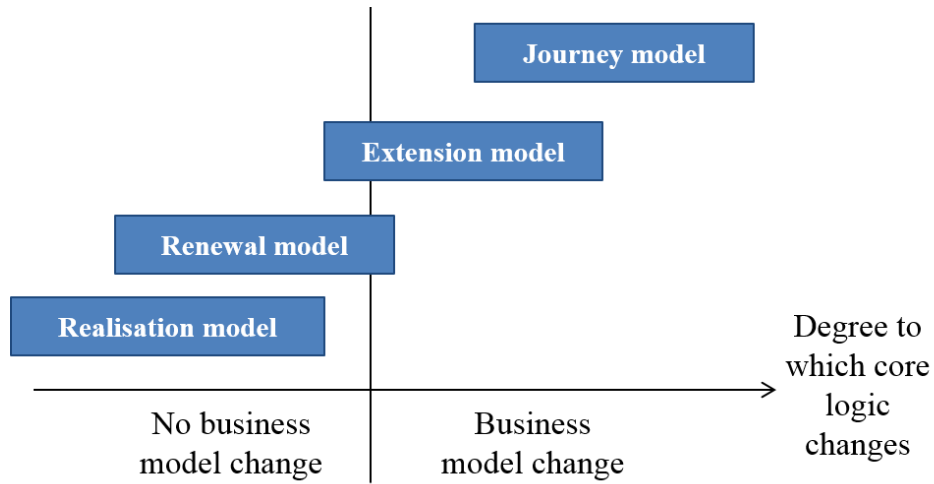 Journey model
Extension model
Renewal model
Realisation model
Degree to
which core
logic
changes
No business
model change
Business
model change